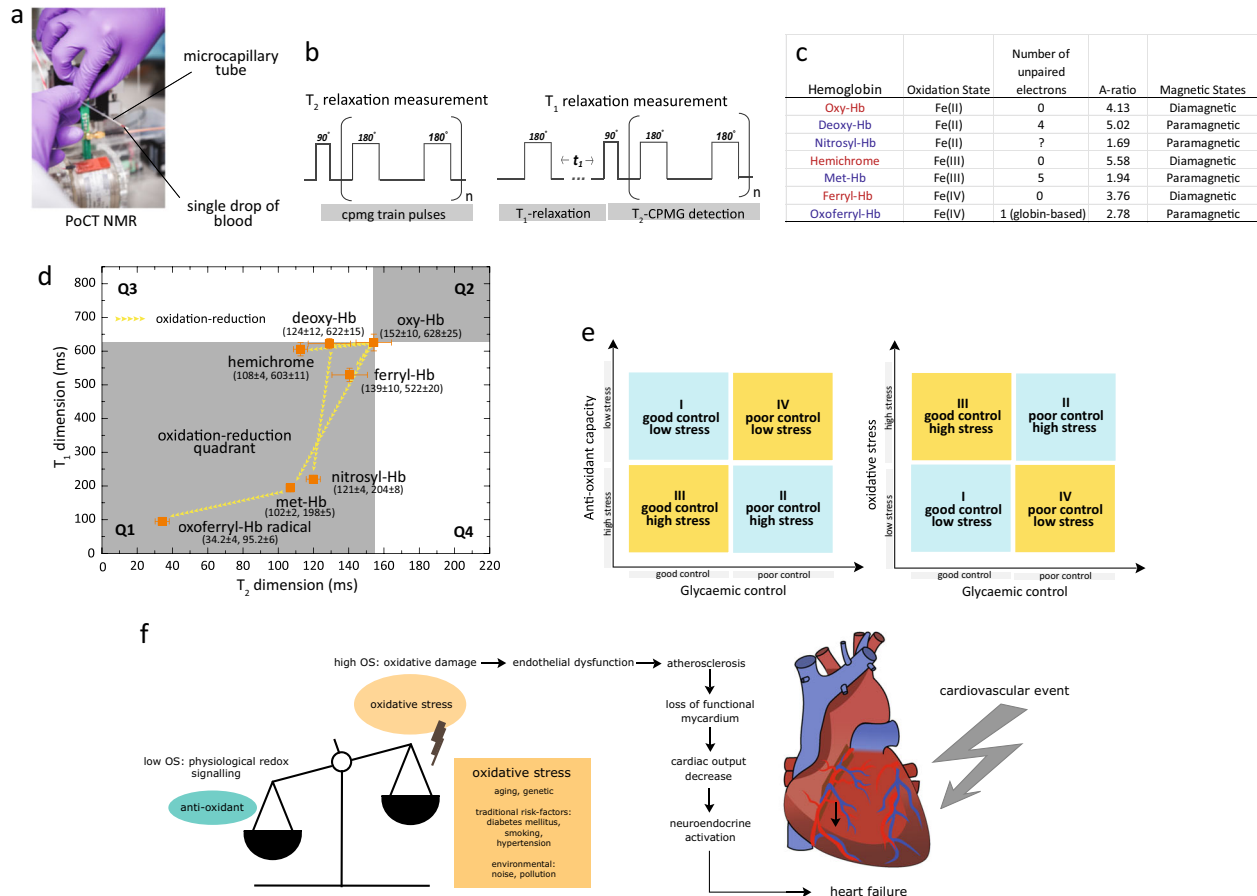 a
microcapillary
tube
single drop of
blood
PoCT NMR
b
T₂ relaxation measurement
90°
180°
180°
n
cpmg train pulses
T₁ relaxation measurement
180°
t₁
...
90°
180°
180°
n
T₁-relaxation
T₂-CPMG detection
c
Hemoglobin Oxidation State Number of unpaired electrons A-ratio Magnetic States
Oxy-Hb Fe(II) 0 4.13 Diamagnetic
Deoxy-Hb Fe(II) 4 5.02 Paramagnetic
Nitrosyl-Hb Fe(II) ? 1.69 Paramagnetic
Hemichrome Fe(III) 0 5.58 Diamagnetic
Met-Hb Fe(III) 5 1.94 Paramagnetic
Ferryl-Hb Fe(IV) 0 3.76 Diamagnetic
Oxoferryl-Hb Fe(IV) 1 (globin-based) 2.78 Paramagnetic
d
T₁ dimension (ms)
800
700
600
500
400
300
200
100
0
Q3
Q2
oxidation-reduction
deoxy-Hb
(124±12, 622±15)
oxy-Hb
(152±10, 628±25)
hemichrome
(108±4, 603±11)
ferryl-Hb
(139±10, 522±20)
oxidation-reduction
quadrant
nitrosyl-Hb
(121±4, 204±8)
met-Hb
(102±2, 198±5)
oxoferryl-Hb radical
(34.2±4, 95.2±6)
Q1
Q4
0 20 40 60 80 100 120 140 160 180 200 220
T₂ dimension (ms)
e
Anti-oxidant capacity
low stress
high stress
I
good control
low stress
IV
poor control
low stress
III
good control
high stress
II
poor control
high stress
good control
poor control
Glycaemic control
oxidative stress
high stress
low stress
III
good control
high stress
II
poor control
high stress
I
good control
low stress
IV
poor control
low stress
good control
poor control
Glycaemic control
f
high OS: oxidative damage
endothelial dysfunction
atherosclerosis
oxidative stress
low OS: physiological redox
signalling
anti-oxidant
oxidative stress
aging, genetic
traditional risk-factors:
diabetes mellitus,
smoking,
hypertension
environmental:
noise, pollution
loss of functional
mycardium
cardiac output
decrease
neuroendocrine
activation
heart failure
cardiovascular event